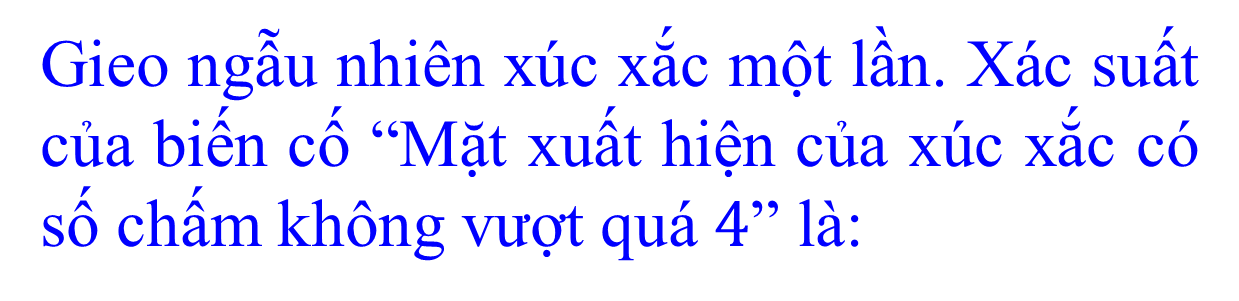 Gieo ngẫu nhiên xúc xắc một lần. Xác suất
của biến cố “Mặt xuất hiện của xúc xắc có
số chấm không vượt quá 4” là: